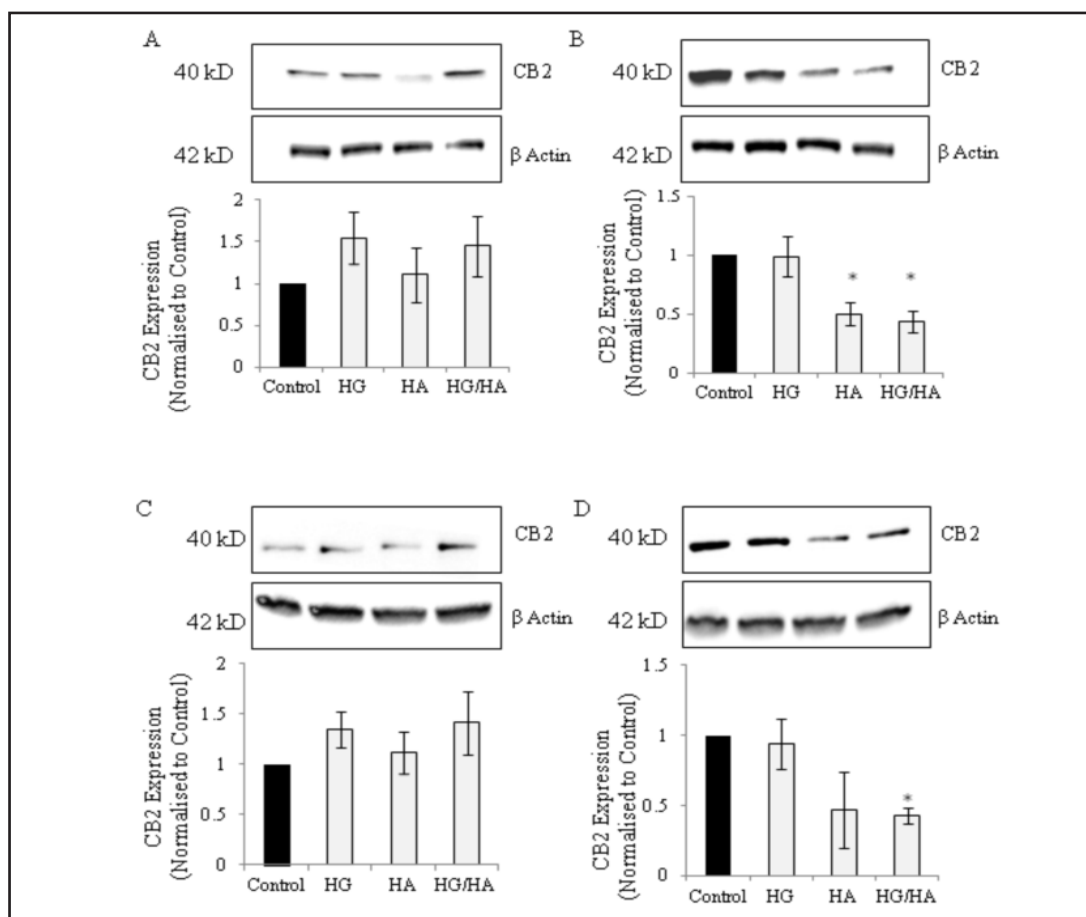 A
40 kD
CB2
42 kD
β Actin
CB2 Expression
(Normalised to Control)
2
1.5
1
0.5
0
Control HG HA HG/HA
B
40 kD
CB2
42 kD
β Actin
CB2 Expression
(Normalised to Control)
1.5
1
0.5
0
*
*
Control HG HA HG/HA
C
40 kD
CB2
42 kD
β Actin
CB2 Expression
(Normalised to Control)
2
1.5
1
0.5
0
Control HG HA HG/HA
D
40 kD
CB2
42 kD
β Actin
CB2 Expression
(Normalised to Control)
1.5
1
0.5
0
*
Control HG HA HG/HA